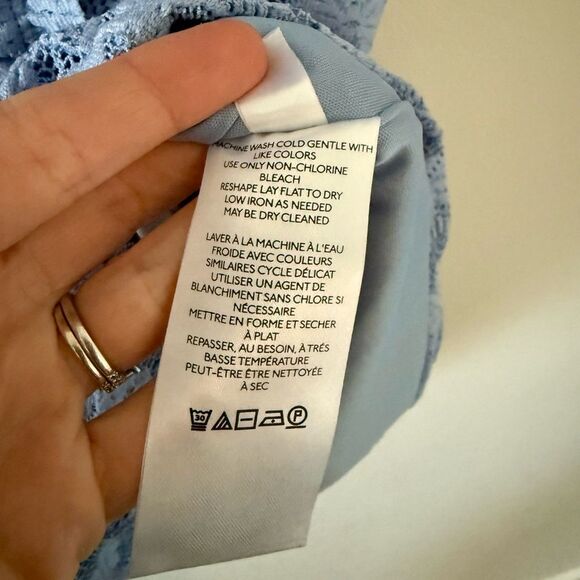 MACHINE WASH COLD GENTLE WITH
LIKE COLORS
USE ONLY NON-CHLORINE
BLEACH
RESHAPE LAY FLAT TO DRY
LOW IRON AS NEEDED
MAY BE DRY CLEANED
LAVER À LA MACHINE À L'EAU
FROIDE AVEC COULEURS
SIMILAIRES CYCLE DÉLICAT
UTILISER UN AGENT DE
BLANCHIMENT SANS CHLORE SI
NÉCESSAIRE
METTRE EN FORME ET SECHER
À PLAT
REPASSER, AU BESOIN, À TRÉS
BASSE TEMPÉRATURE
PEUT-ÊTRE ÊTRE NETTOYÉE
À SEC
30 P